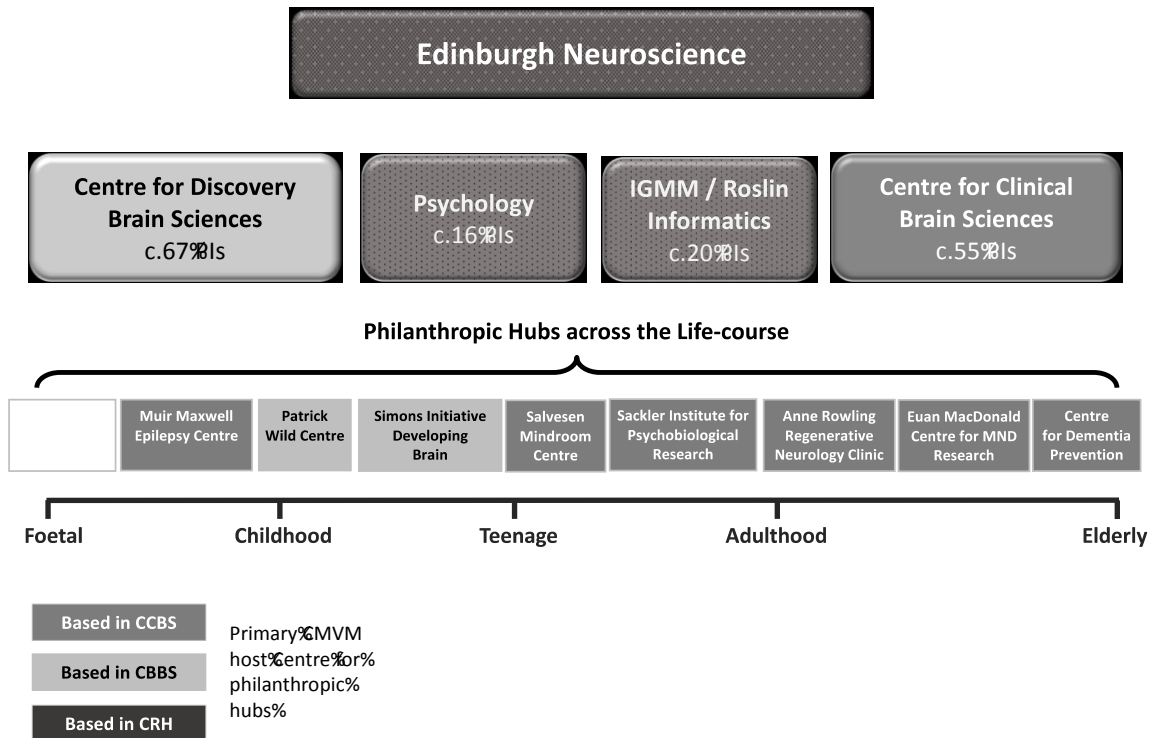 Edinburgh Neuroscience
Centre for Discovery
Brain Sciences
c.67% PIs
Psychology
c.16% PIs
IGMM / Roslin
Informatics
c.20% PIs
Centre for Clinical
Brain Sciences
c.55% PIs
Philanthropic Hubs across the Life-course
Muir Maxwell
Epilepsy Centre
Patrick
Wild Centre
Simons Initiative
Developing
Brain
Salvesen
Mindroom
Centre
Sackler Institute for
Psychobiological
Research
Anne Rowling
Regenerative
Neurology Clinic
Euan MacDonald
Centre for MND
Research
Centre
for Dementia
Prevention
Foetal
Childhood
Teenage
Adulthood
Elderly
Based in CCBS
Based in CBBS
Based in CRH
Primary% CMVM
host% Centre% for%
philanthropic%
hubs%